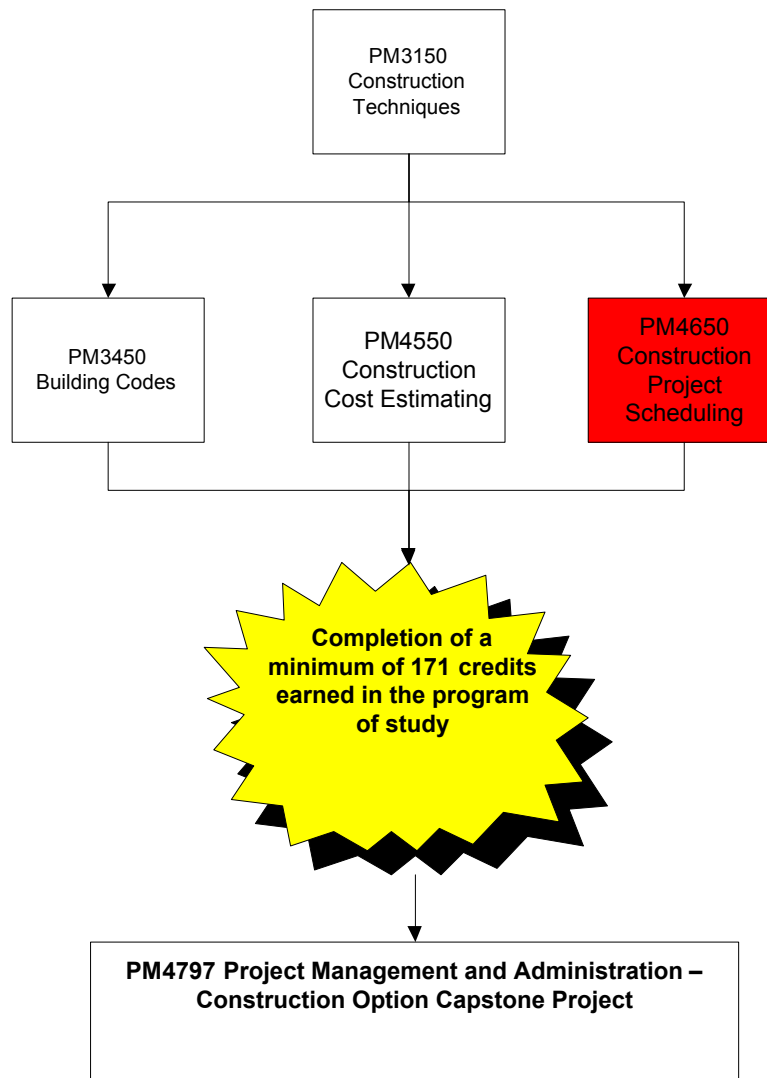 PM3150
Construction
Techniques
PM3450
Building Codes
PM4550
Construction
Cost Estimating
PM4650
Construction
Project
Scheduling
Completion of a
minimum of 171 credits
earned in the program
of study
PM4797 Project Management and Administration –
Construction Option Capstone Project